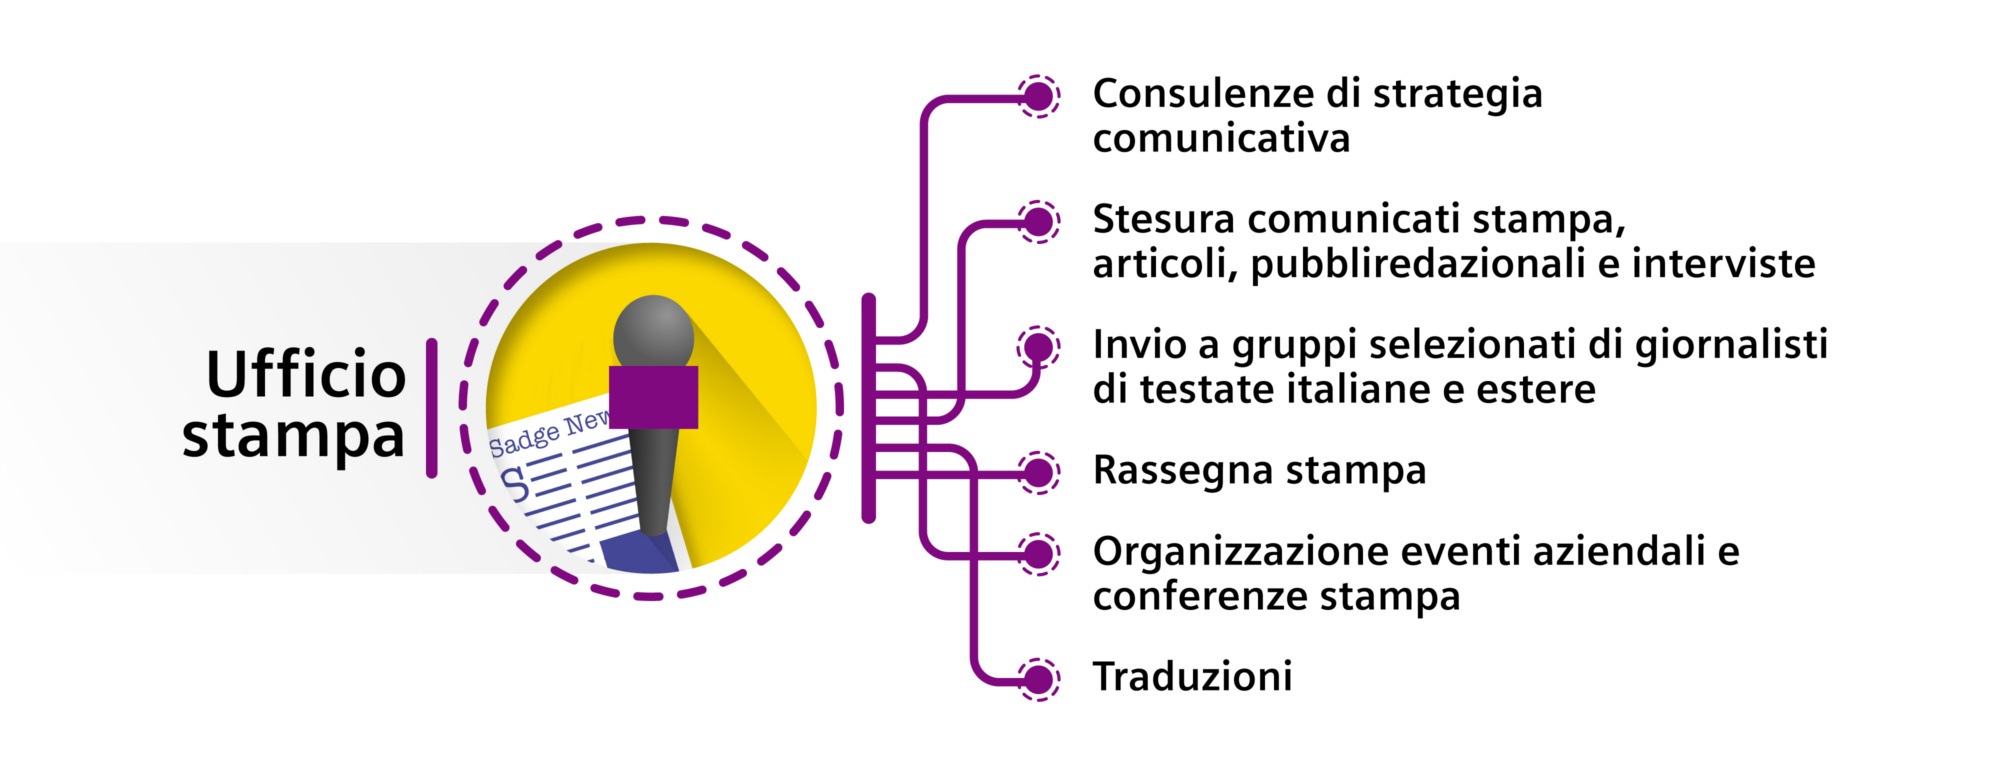 Ufficio
stampa
Sadge New
S
Consulenze di strategia
comunicativa
Stesura comunicati stampa,
articoli, pubbliredazionali e interviste
Invio a gruppi selezionati di giornalisti
di testate italiane e estere
Rassegna stampa
Organizzazione eventi aziendali e
conferenze stampa
Traduzioni